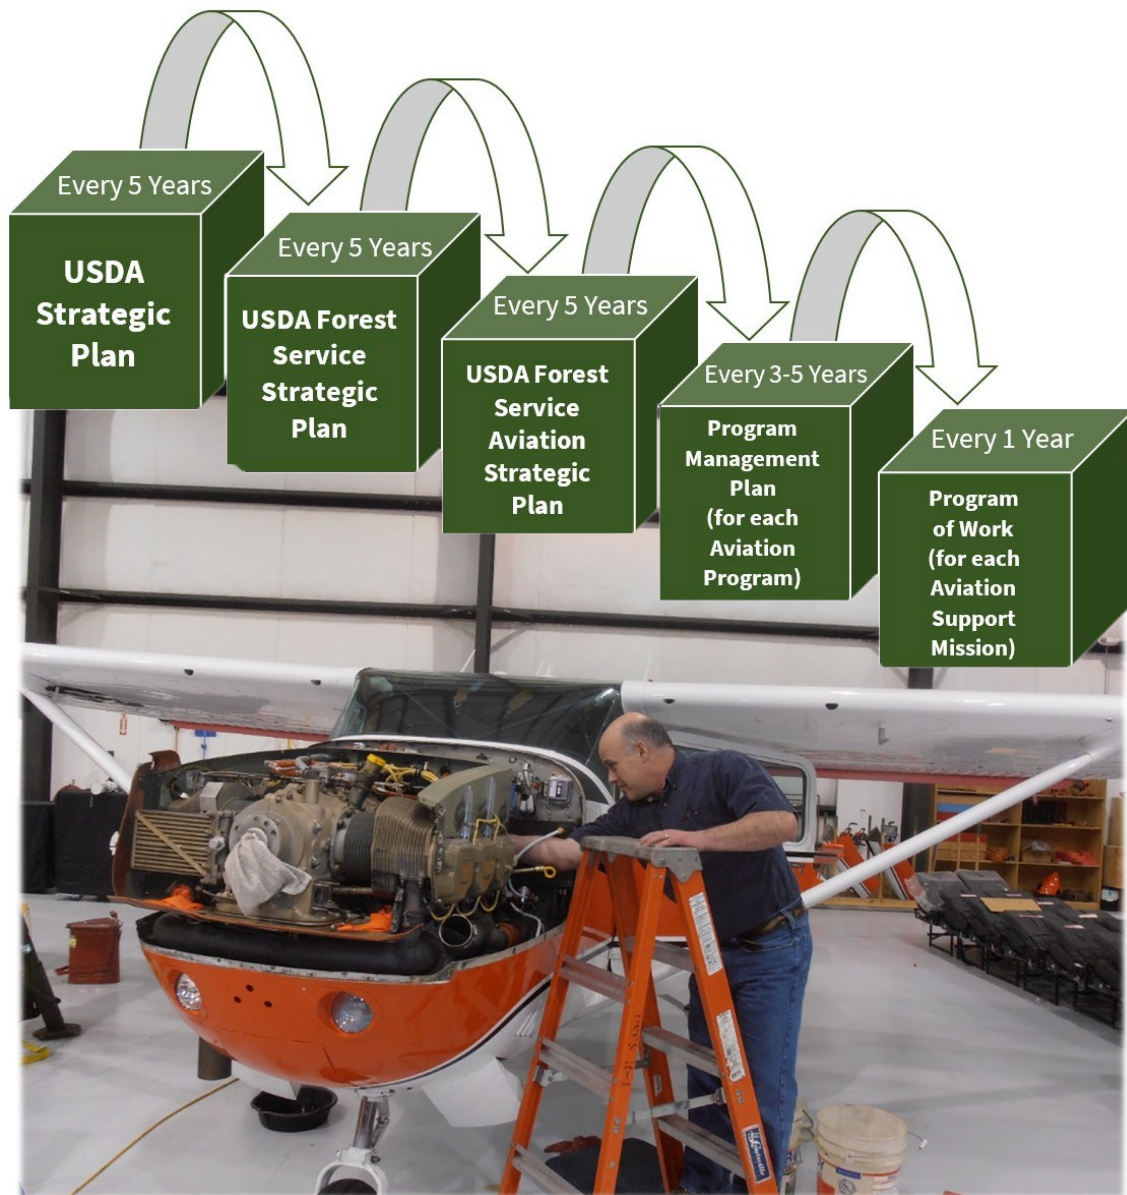 Every 5 Years
USDA
Strategic
Plan
Every 5 Years
USDA Forest
Service
Strategic
Plan
Every 5 Years
USDA Forest
Service
Aviation
Strategic
Plan
Every 3-5 Years
Program
Management
Plan
(for each
Aviation
Program)
Every 1 Year
Program
of Work
(for each
Aviation
Support
Mission)